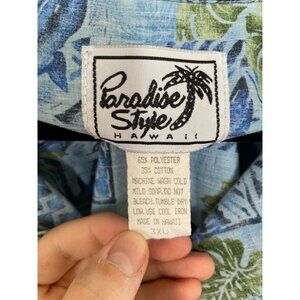 Paradise
Style
HAWAII
65% POLYESTER
35% COTTON
MACHINE WASH COLD
MILD SOAP.DO NOT
BLEACH.TUMBLE DRY
LOW.USE COOL IRON
MADE IN HAWAII
3XL